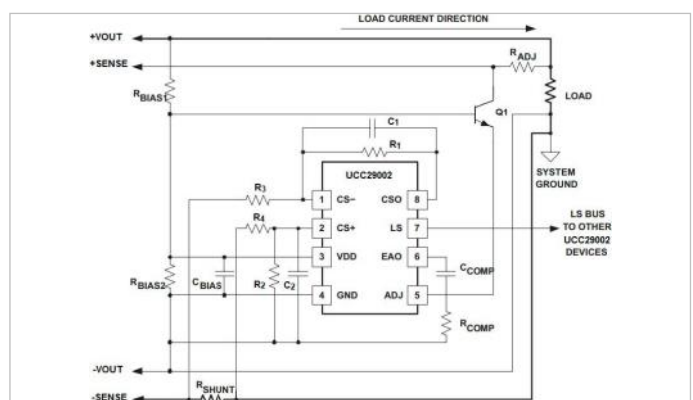 LOAD CURRENT DIRECTION
+VOUT
+SENSE
RADJ
RBIAS1
Q1
LOAD
C1
R1
UCC29002
SYSTEM
GROUND
R3
1 CS– CSO 8
R4
2 CS+ LS 7
LS BUS
TO OTHER
UCC29002
DEVICES
3 VDD EAO 6
CCOMP
RBIAS2
CBIAS
R2
C2
4 GND ADJ 5
RCOMP
-VOUT
RSHUNT
-SENSE